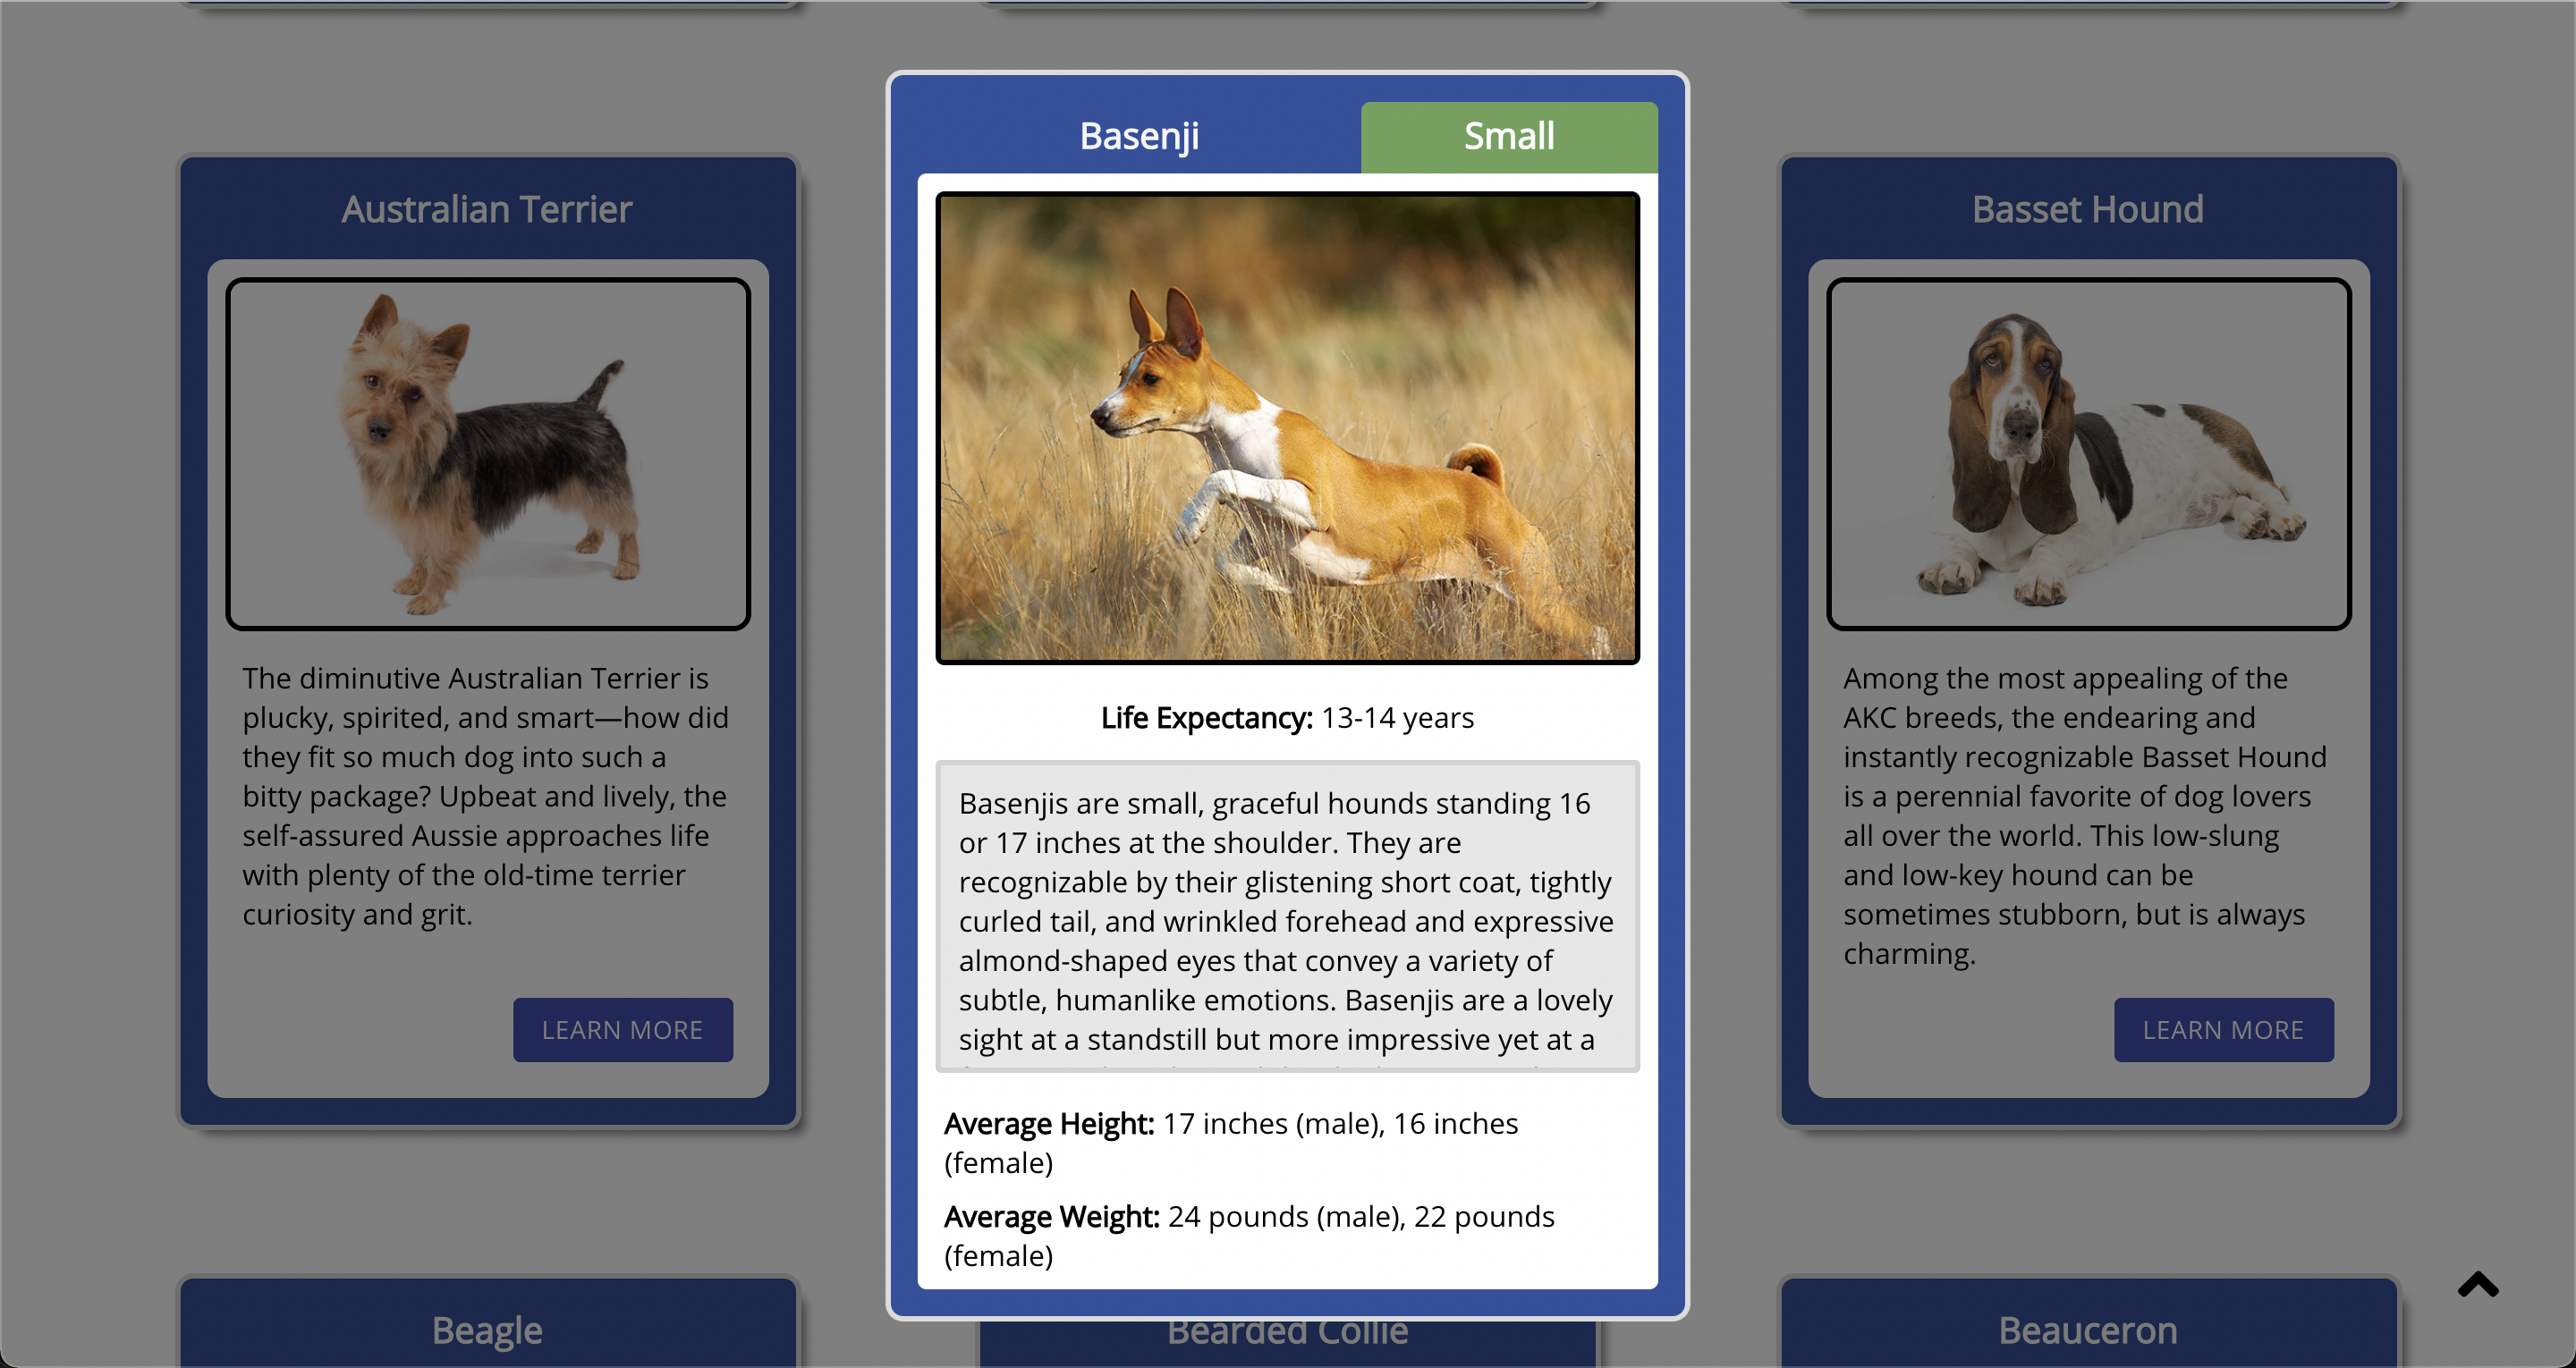 Australian Terrier
The diminutive Australian Terrier is
plucky, spirited, and smart—how did
they fit so much dog into such a
bitty package? Upbeat and lively, the
self-assured Aussie approaches life
with plenty of the old-time terrier
curiosity and grit.
LEARN MORE
Basenji
Small
Life Expectancy: 13-14 years
Basenjis are small, graceful hounds standing 16
or 17 inches at the shoulder. They are
recognizable by their glistening short coat, tightly
curled tail, and wrinkled forehead and expressive
almond-shaped eyes that convey a variety of
subtle, humanlike emotions. Basenjis are a lovely
sight at a standstill but more impressive yet at a
Average Height: 17 inches (male), 16 inches
(female)
Average Weight: 24 pounds (male), 22 pounds
(female)
Basset Hound
Among the most appealing of the
AKC breeds, the endearing and
instantly recognizable Basset Hound
is a perennial favorite of dog lovers
all over the world. This low-slung
and low-key hound can be
sometimes stubborn, but is always
charming.
LEARN MORE
Beagle
Bearded Collie
Beauceron